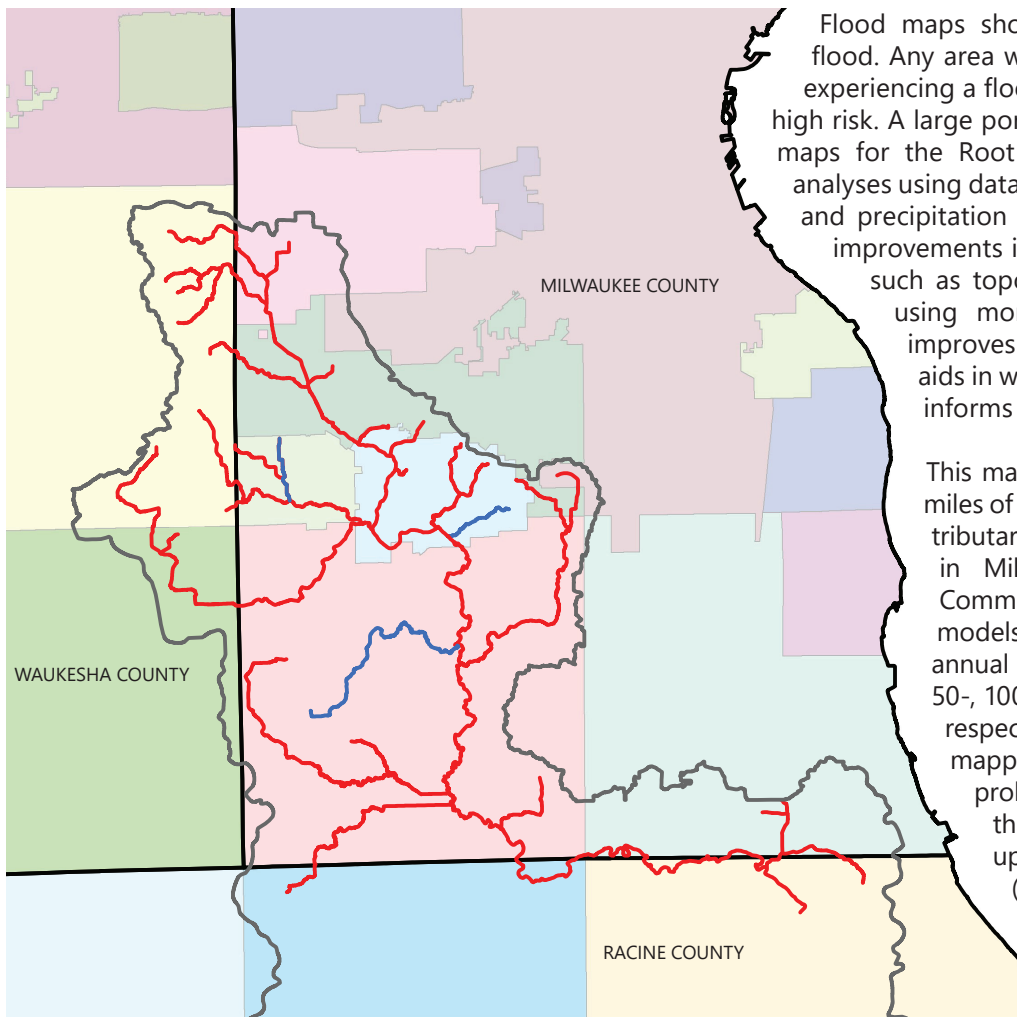 Flood maps sho
flood. Any area w
experiencing a floo
high risk. A large por
maps for the Root
analyses using data
and precipitation
improvements i
such as topo
using mor
improves
aids in w
informs
This ma
miles of
tributar
in Mil
Comm
models
annual
50-, 100
respec
mapp
prob
th
up
(
MILWAUKEE COUNTY
WAUKESHA COUNTY
RACINE COUNTY